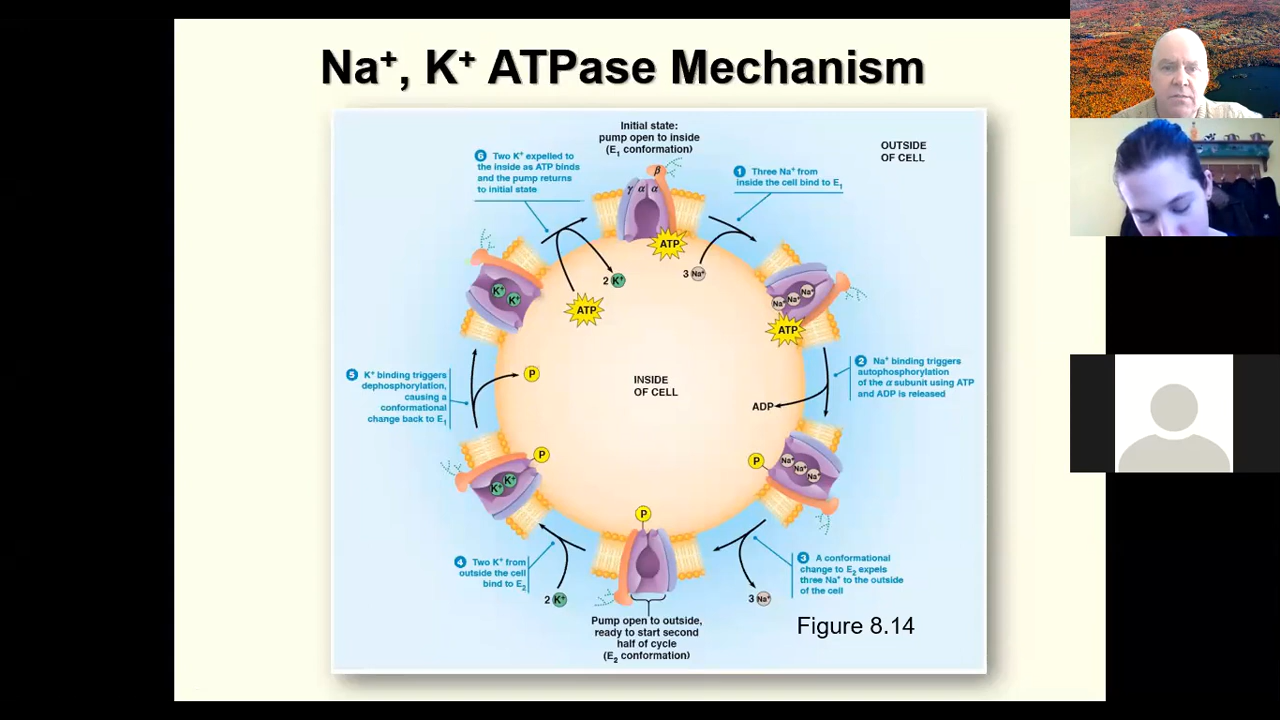 Na⁺, K⁺ ATPase Mechanism
Initial state:
pump open to inside
(E₁ conformation)
OUTSIDE
OF CELL
β
γ α α
ATP
1 Three Na⁺ from
inside the cell bind to E₁
3 Na⁺
Na⁺ Na⁺ Na⁺
ATP
2 Na⁺ binding triggers
autophosphorylation
of the α subunit using ATP
and ADP is released
ADP
P
Na⁺ Na⁺ Na⁺
3 A conformational
change to E₂ expels
three Na⁺ to the outside
of the cell
3 Na⁺
P
Pump open to outside,
ready to start second
half of cycle
(E₂ conformation)
4 Two K⁺ from
outside the cell
bind to E₂
2 K⁺
P
K⁺ K⁺
5 K⁺ binding triggers
dephosphorylation,
causing a
conformational
change back to E₁
P
K⁺ K⁺
6 Two K⁺ expelled to
the inside as ATP binds
and the pump returns
to initial state
2 K⁺
ATP
INSIDE
OF CELL
Figure 8.14